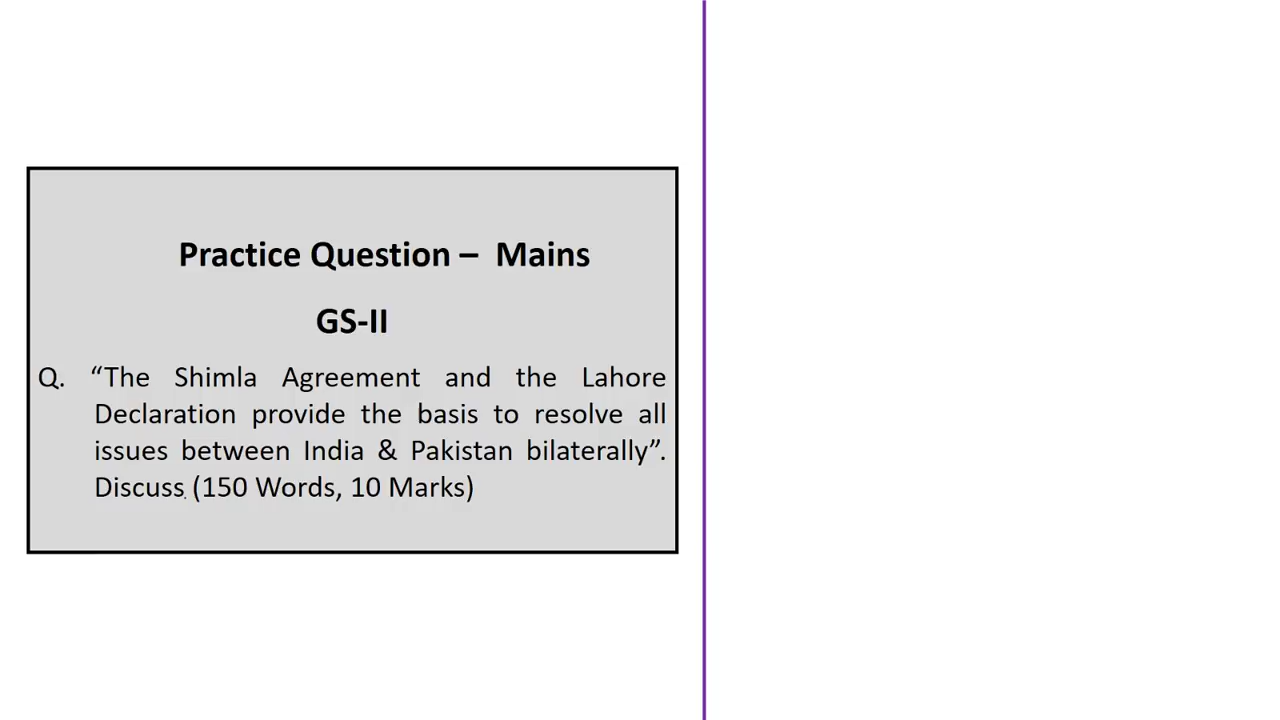 Practice Question – Mains
GS-II
Q. “The Shimla Agreement and the Lahore
Declaration provide the basis to resolve all
issues between India & Pakistan bilaterally”.
Discuss. (150 Words, 10 Marks)